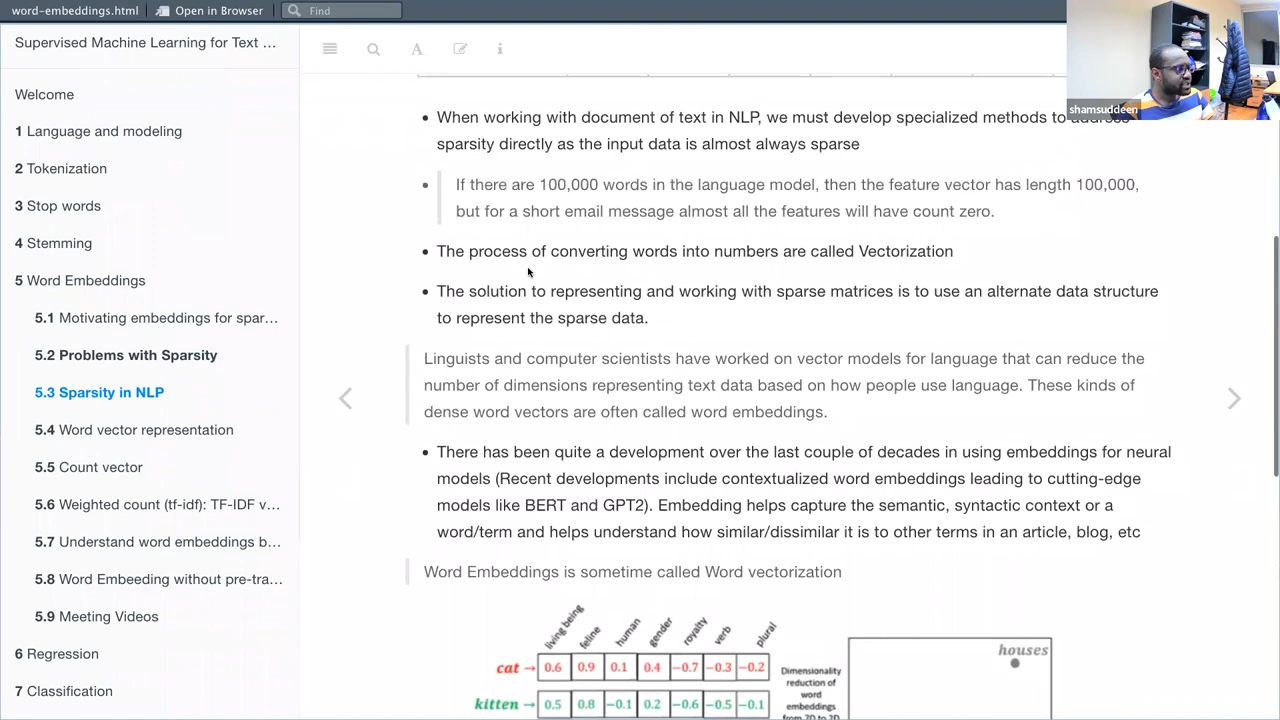 word-embeddings.html
Open in Browser
Find
Supervised Machine Learning for Text ...
Welcome
1 Language and modeling
2 Tokenization
3 Stop words
4 Stemming
5 Word Embeddings
5.1 Motivating embeddings for spar...
5.2 Problems with Sparsity
5.3 Sparsity in NLP
5.4 Word vector representation
5.5 Count vector
5.6 Weighted count (tf-idf): TF-IDF v...
5.7 Understand word embeddings b...
5.8 Word Embeeding without pre-tra...
5.9 Meeting Videos
6 Regression
7 Classification
A
i
shamsuddeen
When working with document of text in NLP, we must develop specialized methods to address
sparsity directly as the input data is almost always sparse
If there are 100,000 words in the language model, then the feature vector has length 100,000,
but for a short email message almost all the features will have count zero.
The process of converting words into numbers are called Vectorization
The solution to representing and working with sparse matrices is to use an alternate data structure
to represent the sparse data.
Linguists and computer scientists have worked on vector models for language that can reduce the
number of dimensions representing text data based on how people use language. These kinds of
dense word vectors are often called word embeddings.
There has been quite a development over the last couple of decades in using embeddings for neural
models (Recent developments include contextualized word embeddings leading to cutting-edge
models like BERT and GPT2). Embedding helps capture the semantic, syntactic context or a
word/term and helps understand how similar/dissimilar it is to other terms in an article, blog, etc
Word Embeddings is sometime called Word vectorization
living being feline human gender royalty verb plural
cat → 0.6 0.9 0.1 0.4 −0.7 −0.3 −0.2
kitten → 0.5 0.8 −0.1 0.2 −0.6 −0.5 −0.1
Dimensionality
reduction of
word
embeddings
from 7D to 2D
houses